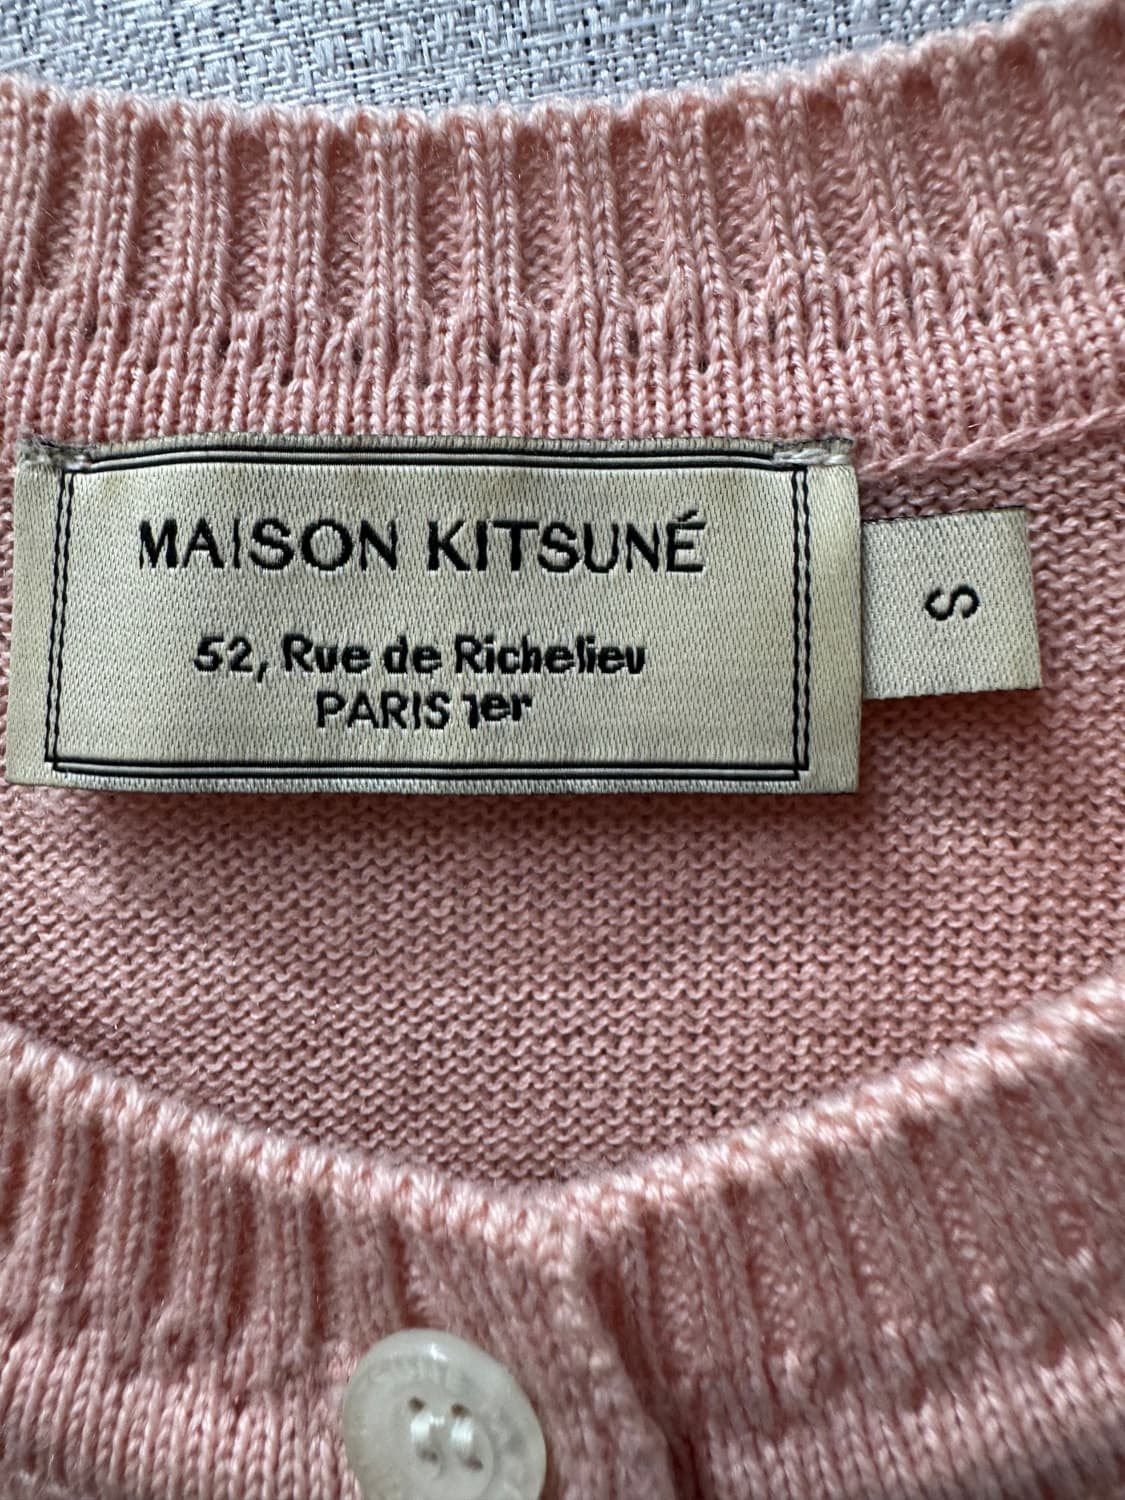 MAISON KITSUNÉ
52, Rue de Richelieu
PARIS 1er
S